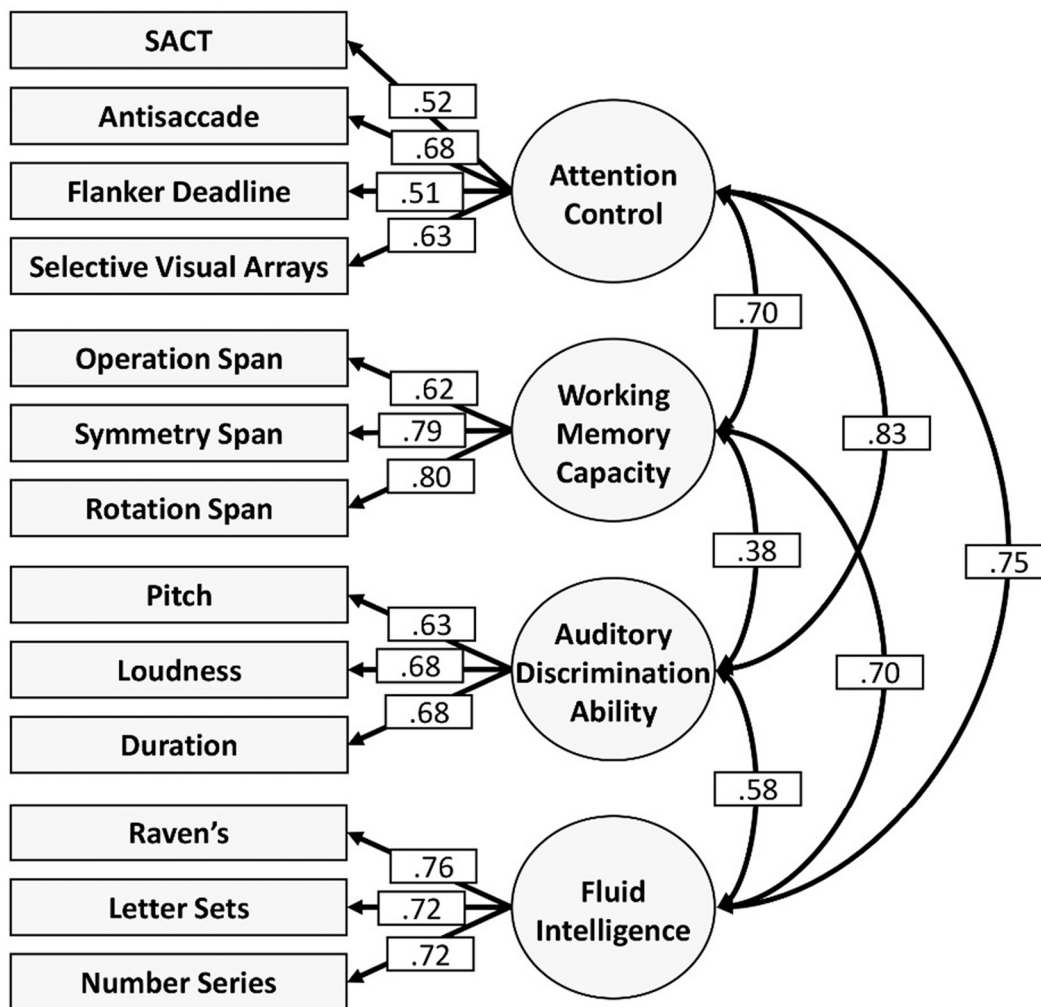 SACT
Antisaccade
Flanker Deadline
Selective Visual Arrays
.52
.68
.51
.63
Attention
Control
Operation Span
Symmetry Span
Rotation Span
.62
.79
.80
Working
Memory
Capacity
Pitch
Loudness
Duration
.63
.68
.68
Auditory
Discrimination
Ability
Raven’s
Letter Sets
Number Series
.76
.72
.72
Fluid
Intelligence
.70
.83
.38
.75
.70
.58